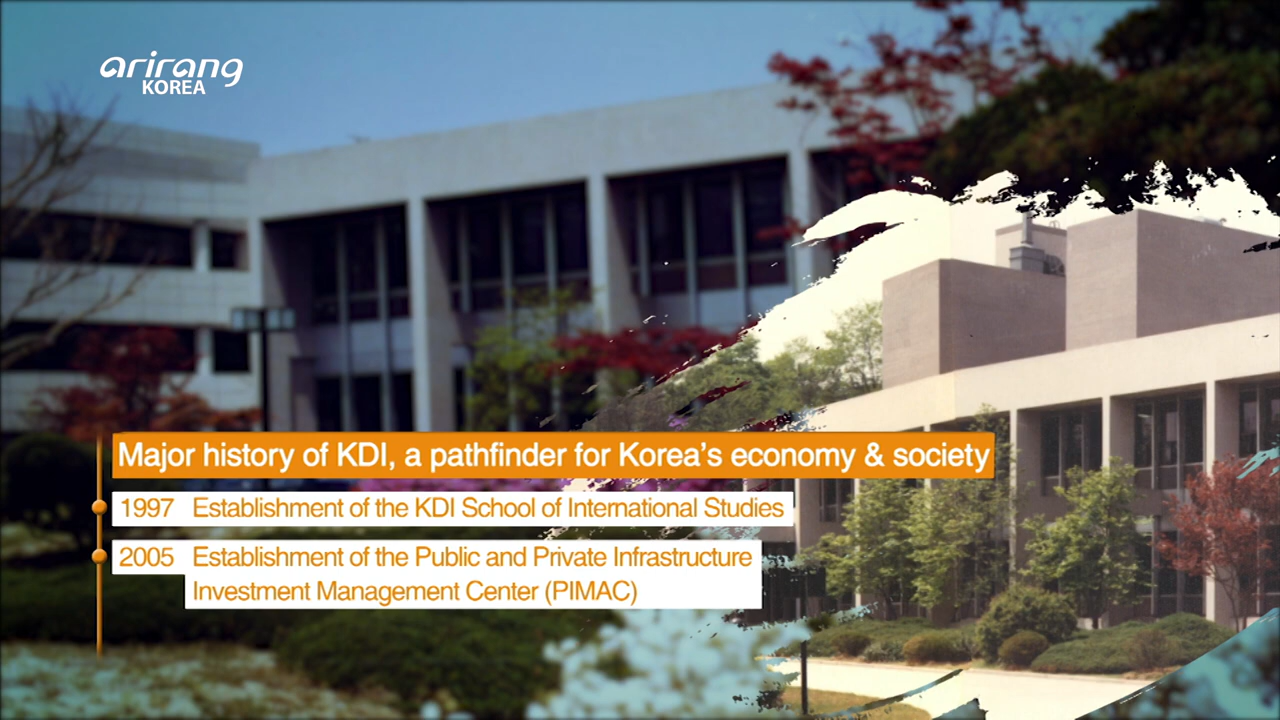 arirang
KOREA
Major history of KDI, a pathfinder for Korea's economy & society
1997 Establishment of the KDI School of International Studies
2005 Establishment of the Public and Private Infrastructure
Investment Management Center (PIMAC)